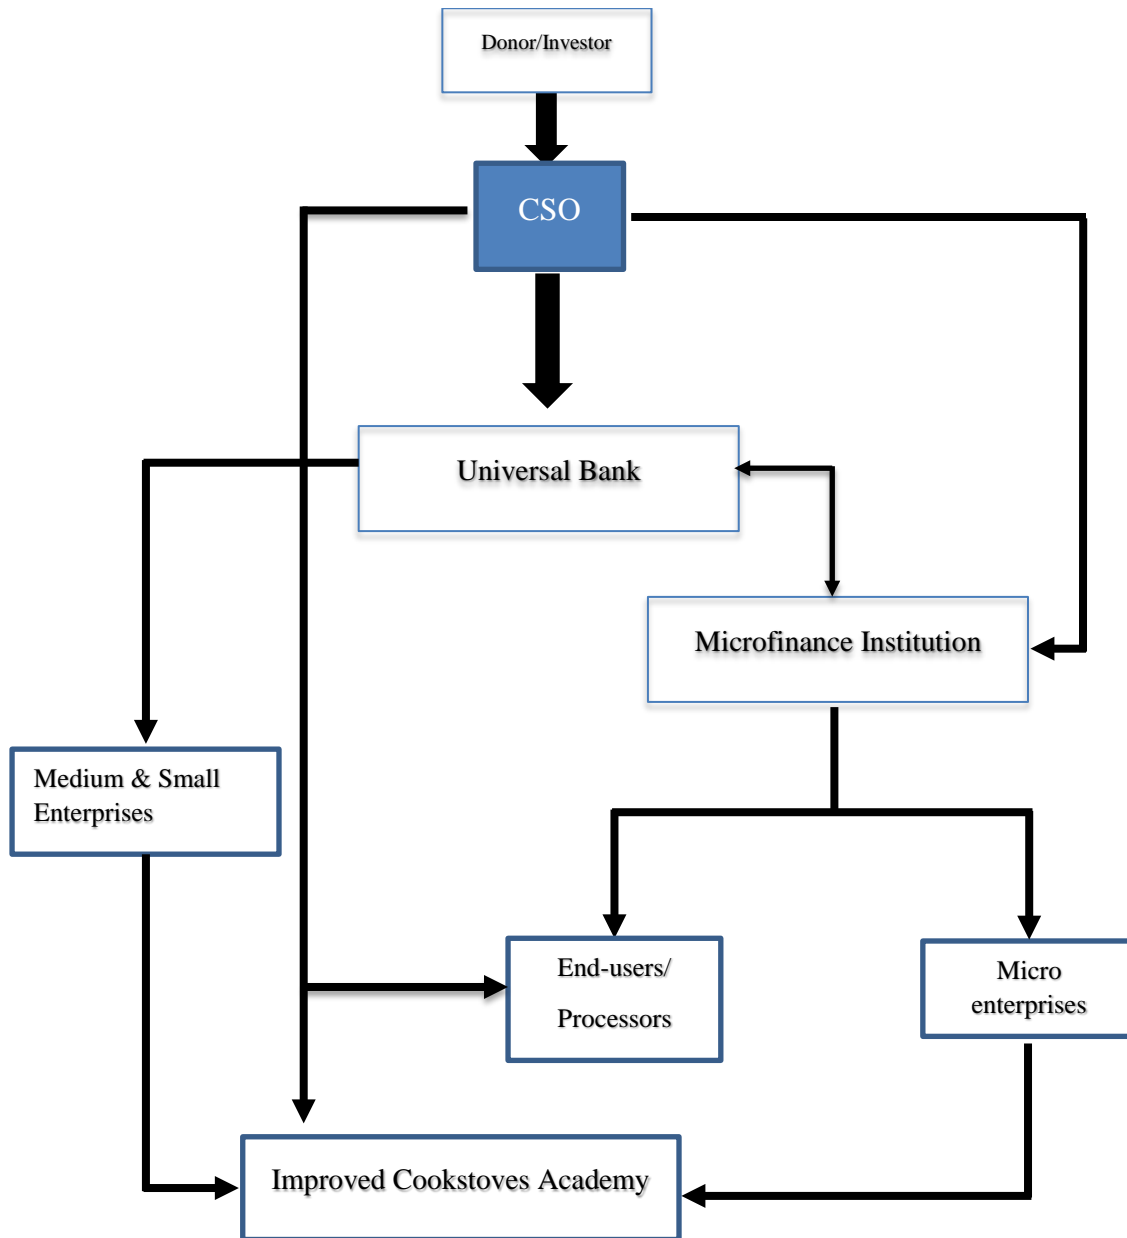 Donor/Investor
CSO
Universal Bank
Microfinance Institution
Medium & Small
Enterprises
End-users/
Processors
Micro
enterprises
Improved Cookstoves Academy